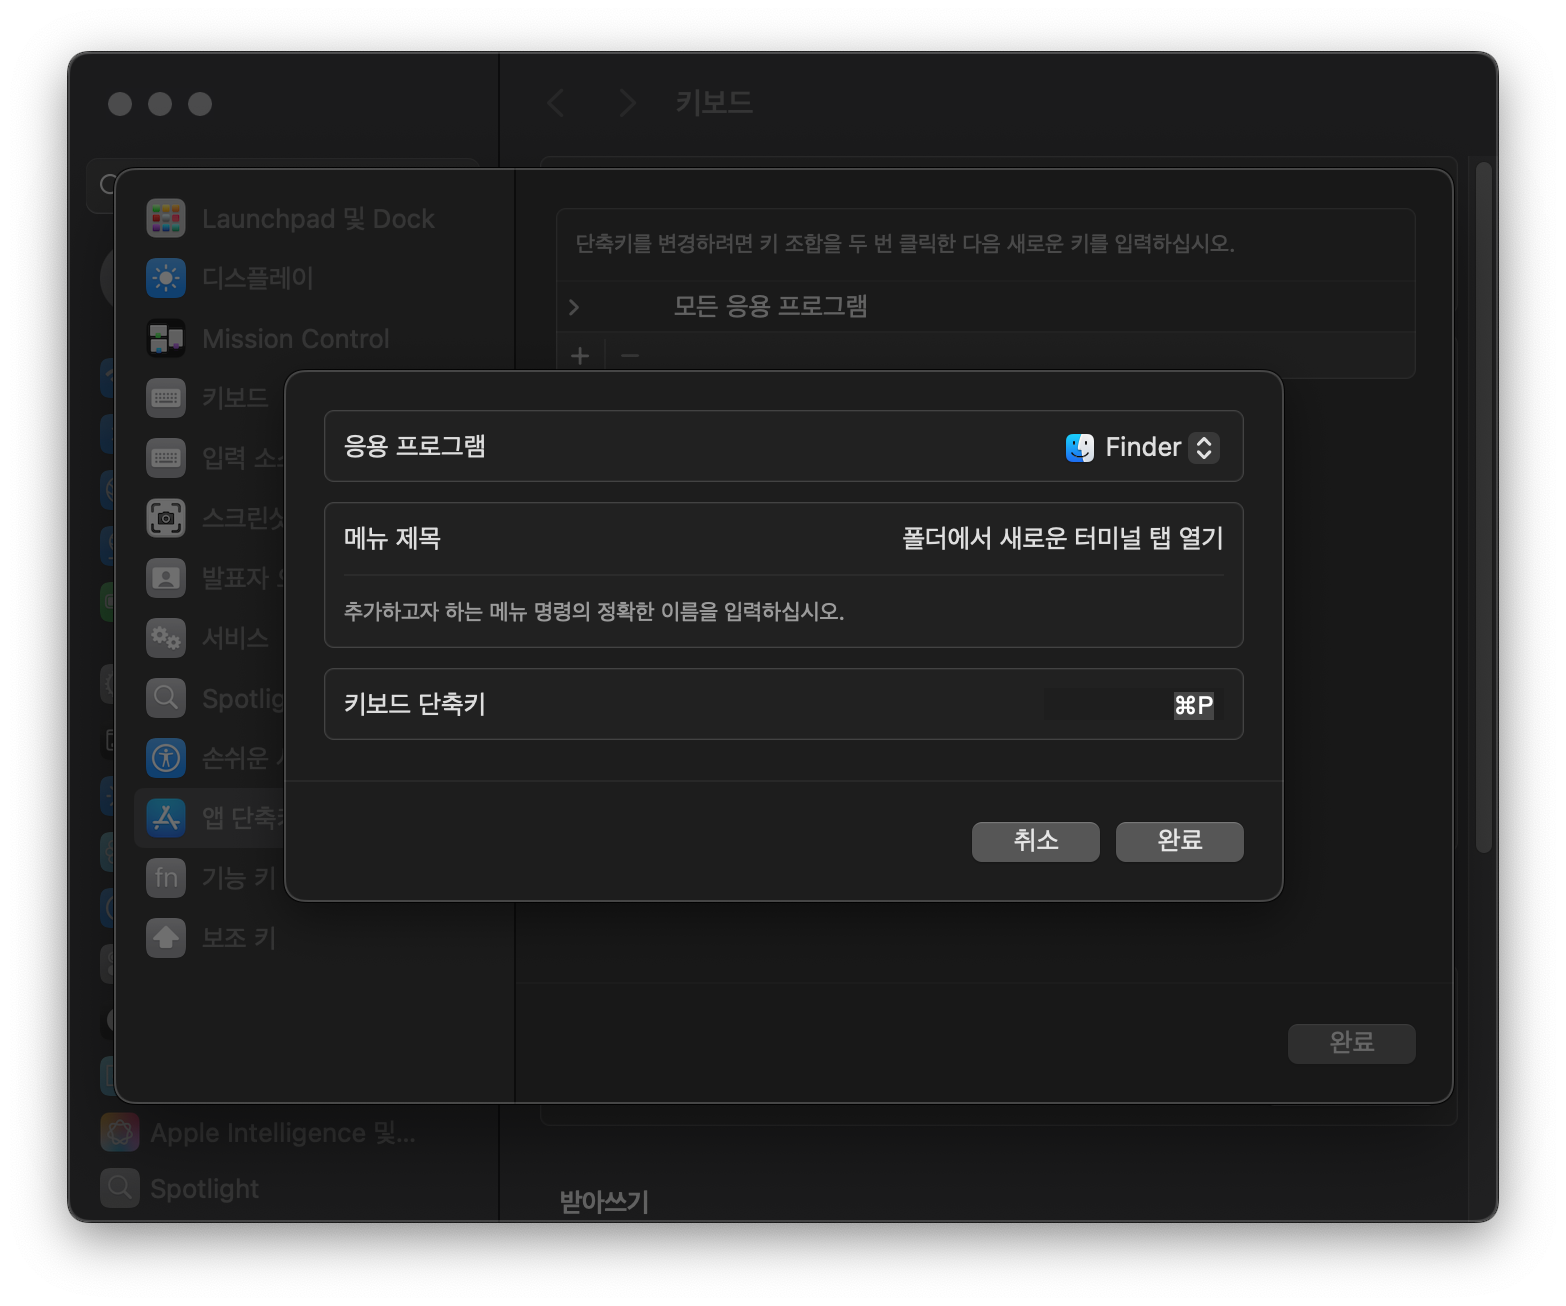 키보드
Launchpad 및 Dock
디스플레이
Mission Control
키보드
입력
스크린샷
발표자
서비스
손쉬운
앱
fn 기능 키
보조 키
단축키를 변경하려면 키 조합을 두 번 클릭한 다음 새로운 키를 입력하십시오.
모든 응용 프로그램
응용 프로그램
Finder
메뉴 제목
폴더에서 새로운 터미널 탭 열기
추가하고자 하는 메뉴 명령의 정확한 이름을 입력하십시오.
키보드 단축키
⌘P
취소
완료
완료
Apple Intelligence 및...
Spotlight
받아쓰기